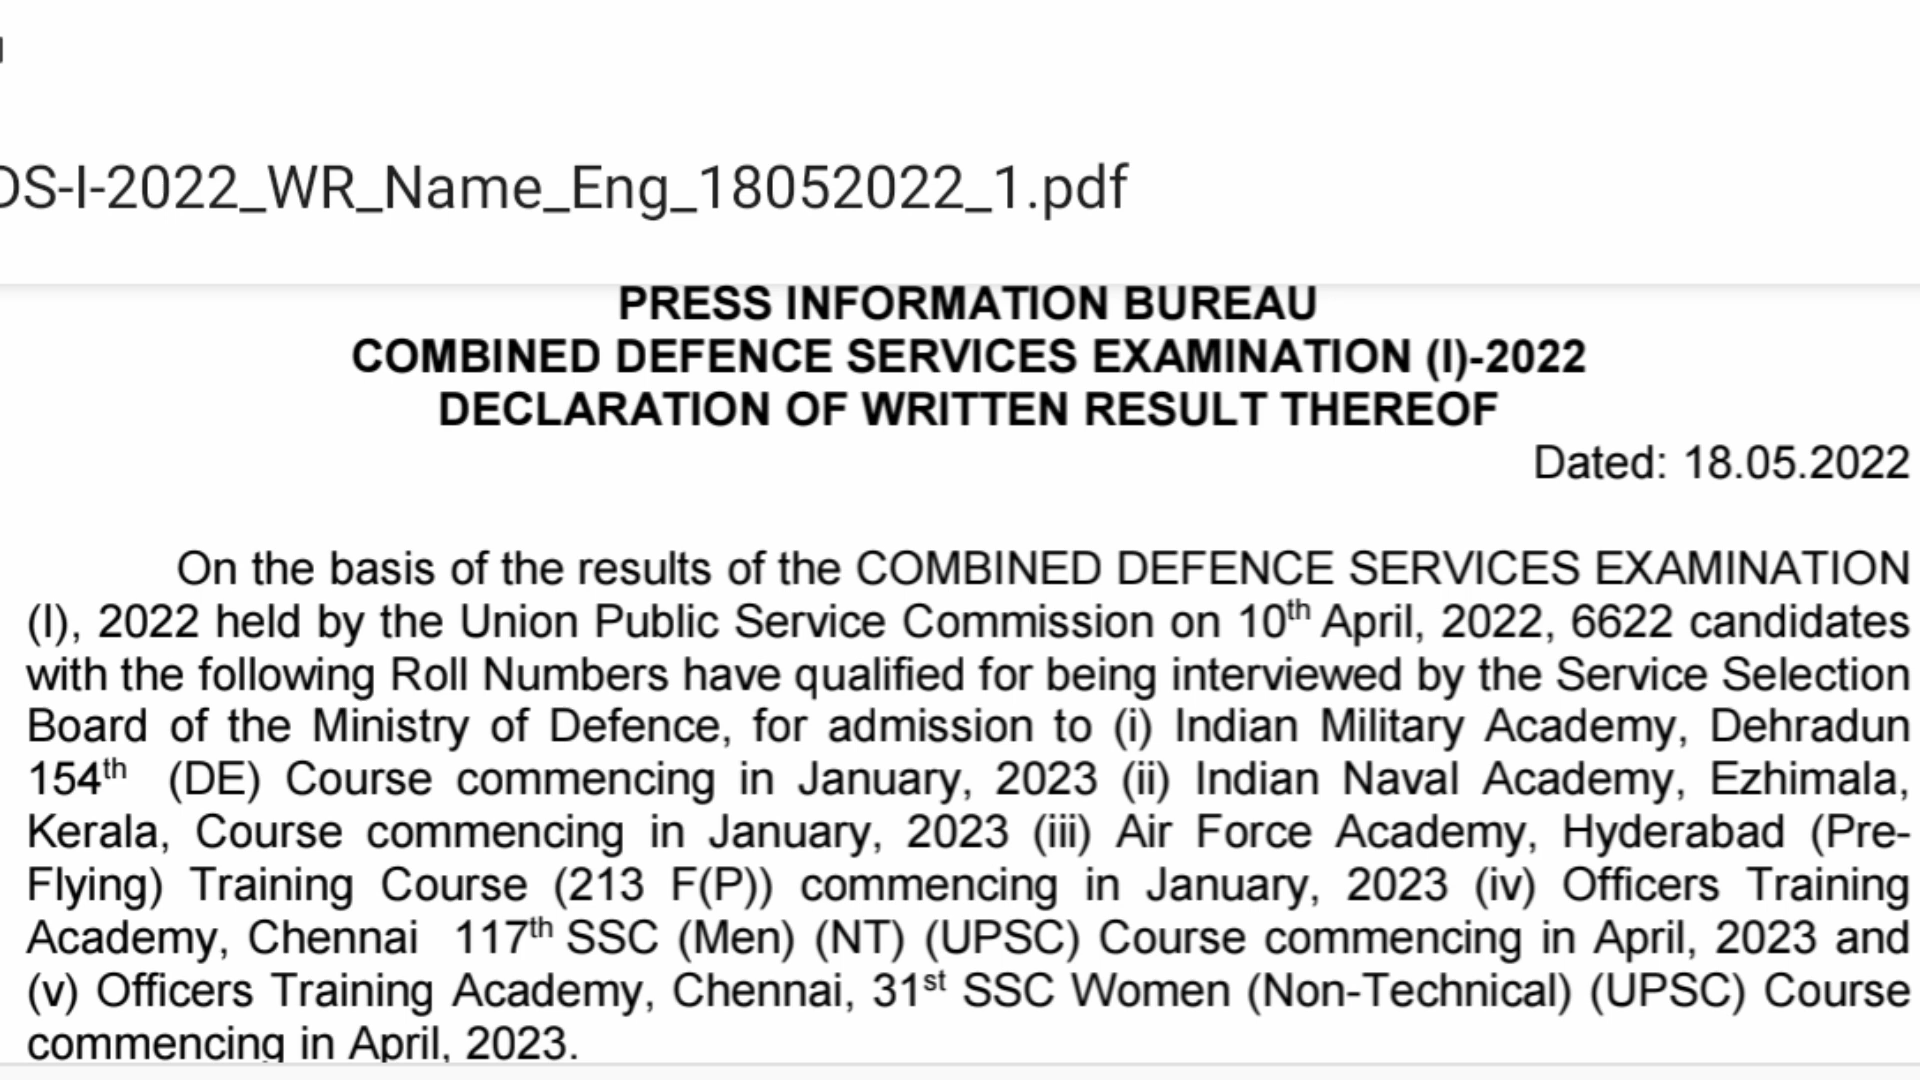 DS-I-2022_WR_Name_Eng_18052022_1.pdf
PRESS INFORMATION BUREAU
COMBINED DEFENCE SERVICES EXAMINATION (I)-2022
DECLARATION OF WRITTEN RESULT THEREOF
Dated: 18.05.2022
On the basis of the results of the COMBINED DEFENCE SERVICES EXAMINATION
(I), 2022 held by the Union Public Service Commission on 10th April, 2022, 6622 candidates
with the following Roll Numbers have qualified for being interviewed by the Service Selection
Board of the Ministry of Defence, for admission to (i) Indian Military Academy, Dehradun
154th (DE) Course commencing in January, 2023 (ii) Indian Naval Academy, Ezhimala,
Kerala, Course commencing in January, 2023 (iii) Air Force Academy, Hyderabad (Pre-
Flying) Training Course (213 F(P)) commencing in January, 2023 (iv) Officers Training
Academy, Chennai 117th SSC (Men) (NT) (UPSC) Course commencing in April, 2023 and
(v) Officers Training Academy, Chennai, 31st SSC Women (Non-Technical) (UPSC) Course
commencing in April, 2023.